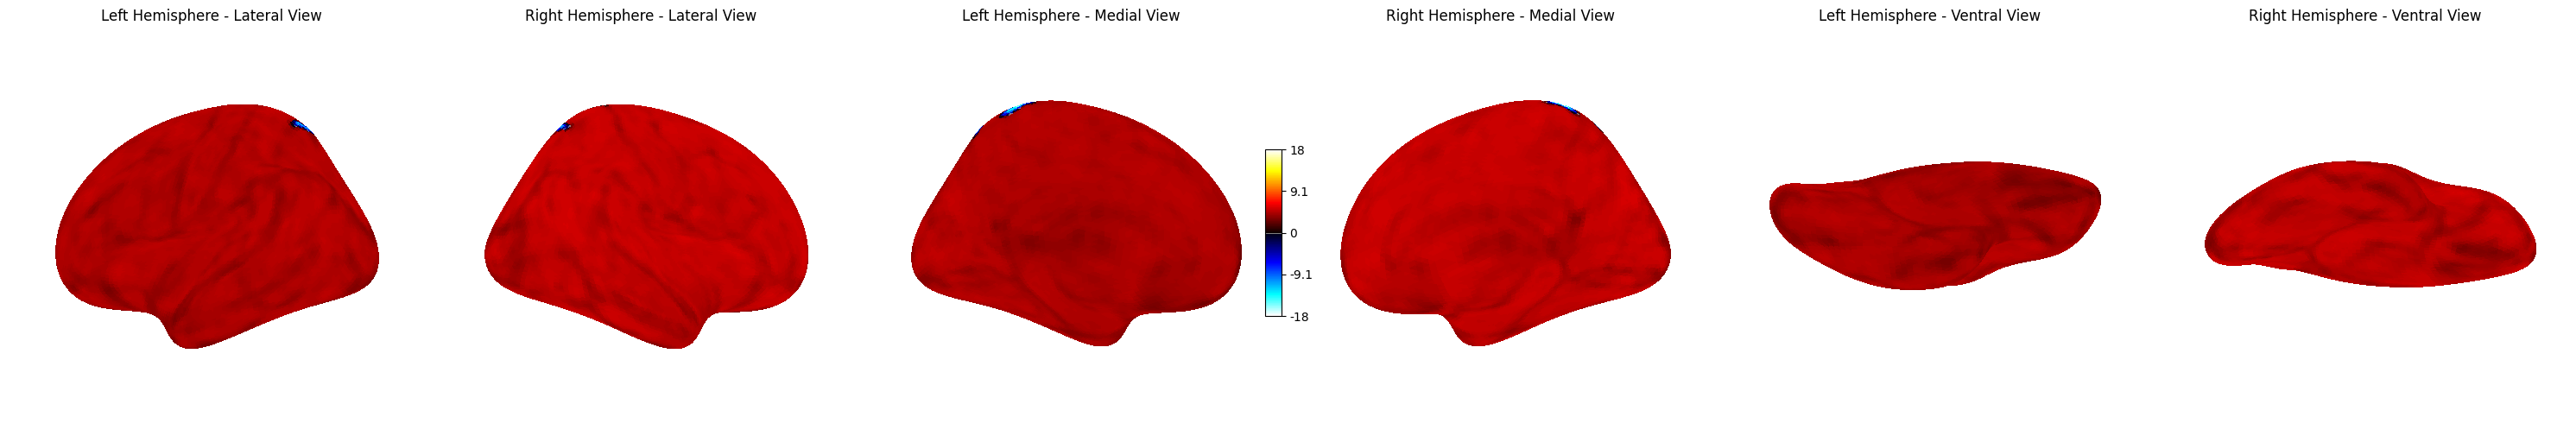 Left Hemisphere - Lateral View
Right Hemisphere - Lateral View
Left Hemisphere - Medial View
Right Hemisphere - Medial View
Left Hemisphere - Ventral View
Right Hemisphere - Ventral View
18
9.1
0
-9.1
-18